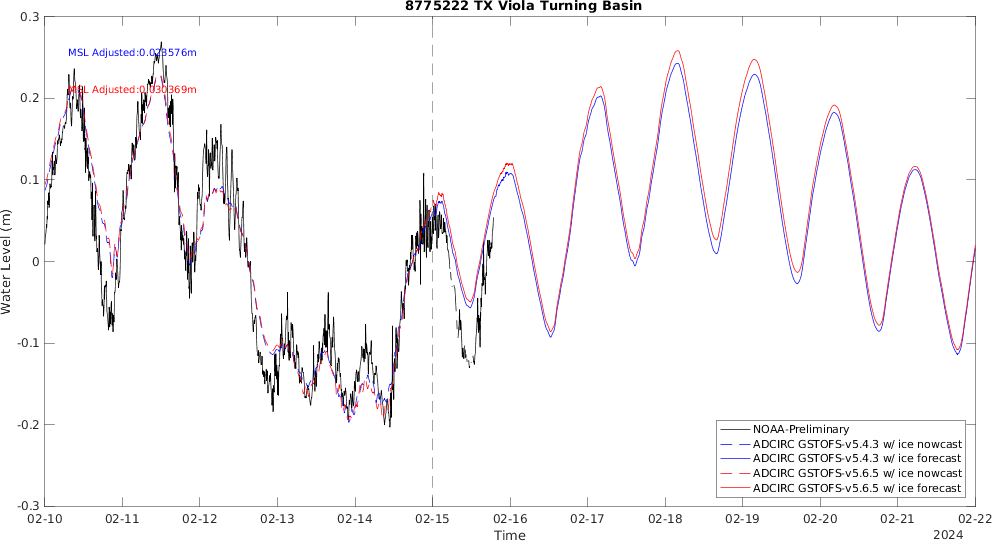 8775222 TX Viola Turning Basin
0.3
MSL Adjusted:0.023576m
MSL Adjusted:0.030369m
0.2
0.1
0
-0.1
-0.2
-0.3
Water Level (m)
NOAA-Preliminary
ADCIRC GSTOFS-v5.4.3 w/ ice nowcast
ADCIRC GSTOFS-v5.4.3 w/ ice forecast
ADCIRC GSTOFS-v5.6.5 w/ ice nowcast
ADCIRC GSTOFS-v5.6.5 w/ ice forecast
02-10 02-11 02-12 02-13 02-14 02-15 02-16 02-17 02-18 02-19 02-20 02-21 02-22
Time
2024